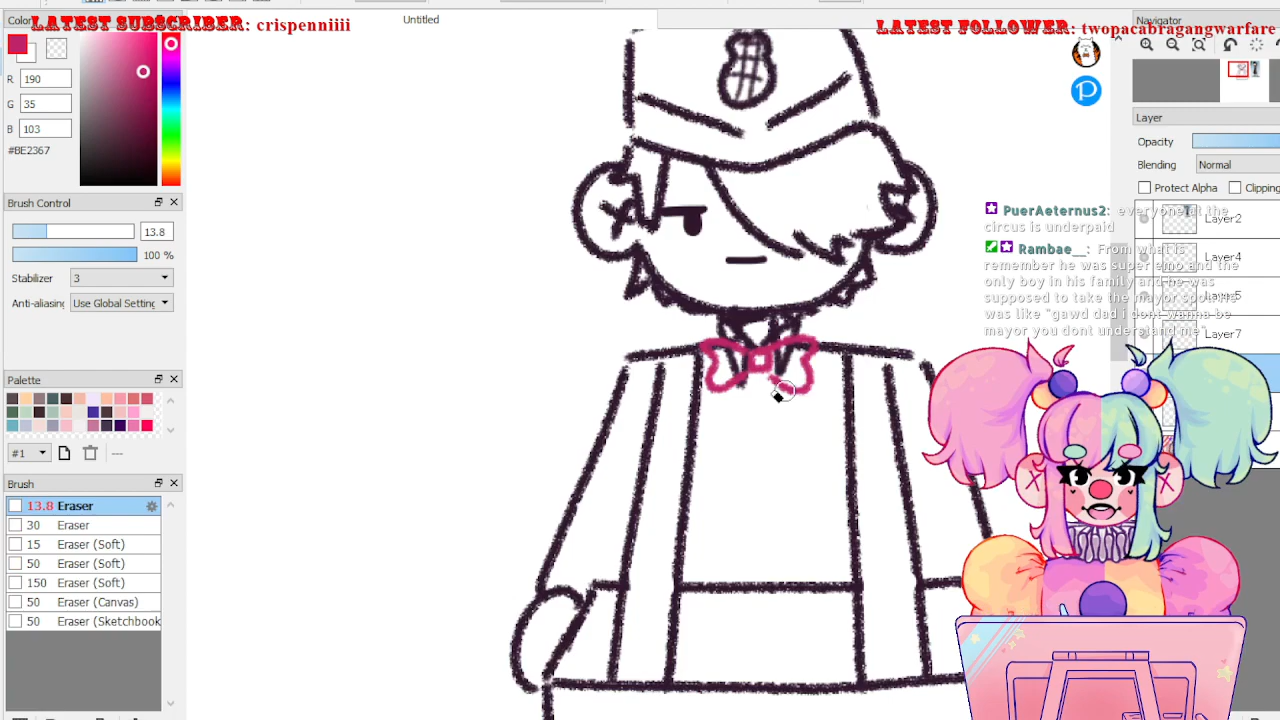 Color
Untitled
Navigator
LATEST SUBSCRIBER: crispenniiii
LATEST FOLLOWER: twopacabragangwarfare
R 190
G 35
B 103
#BE2367
Brush Control
13.8
100 %
Stabilizer 3
Anti-aliasing Use Global Setting
Palette
#1
Brush
13.8 Eraser
30 Eraser
15 Eraser (Soft)
50 Eraser (Soft)
150 Eraser (Soft)
50 Eraser (Canvas)
50 Eraser (Sketchbook
Layer
Opacity
Blending Normal
Protect Alpha Clipping
Layer2
Layer4
Layer5
Layer7
PuerAeternus2: everyone at the
circus is underpaid
Rambae__: From what is
remember he was super emo and the
only boy in his family and he was
supposed to take the mayor
was like "gawd dad i dont wanna be
mayor you dont understand me"